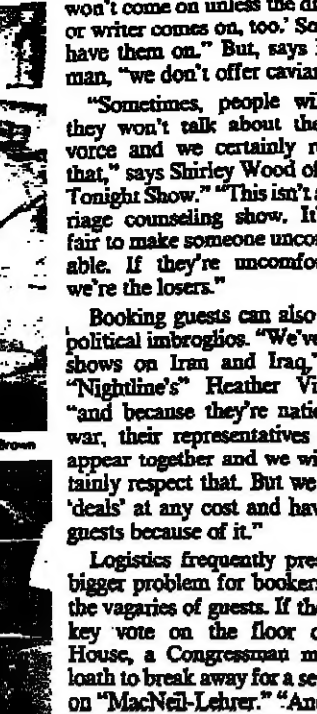 won't come on unless the di
or writer comes on, too.' So
have them on." But, says
man, "we don't offer caviar
"Sometimes, people wi
they won't talk about the
vorce and we certainly r
that," says Shirley Wood of
Tonight Show." "This isn't a
riage counseling show. It
fair to make someone uncor
able. If they're uncomfo
we're the losers."
Booking guests can also
political imbroglios. "We've
shows on Iran and Iraq,"
"Nightline's" Heather Vi
"and because they're natio
war, their representatives
appear together and we wi
tainly respect that. But we
'deals' at any cost and hav
guests because of it."
Brown
Logistics frequently pres
bigger problem for bookers
the vagaries of guests. If the
key vote on the floor o
House, a Congressman m
loath to break away for a se
on "MacNeil-Lehrer." "An